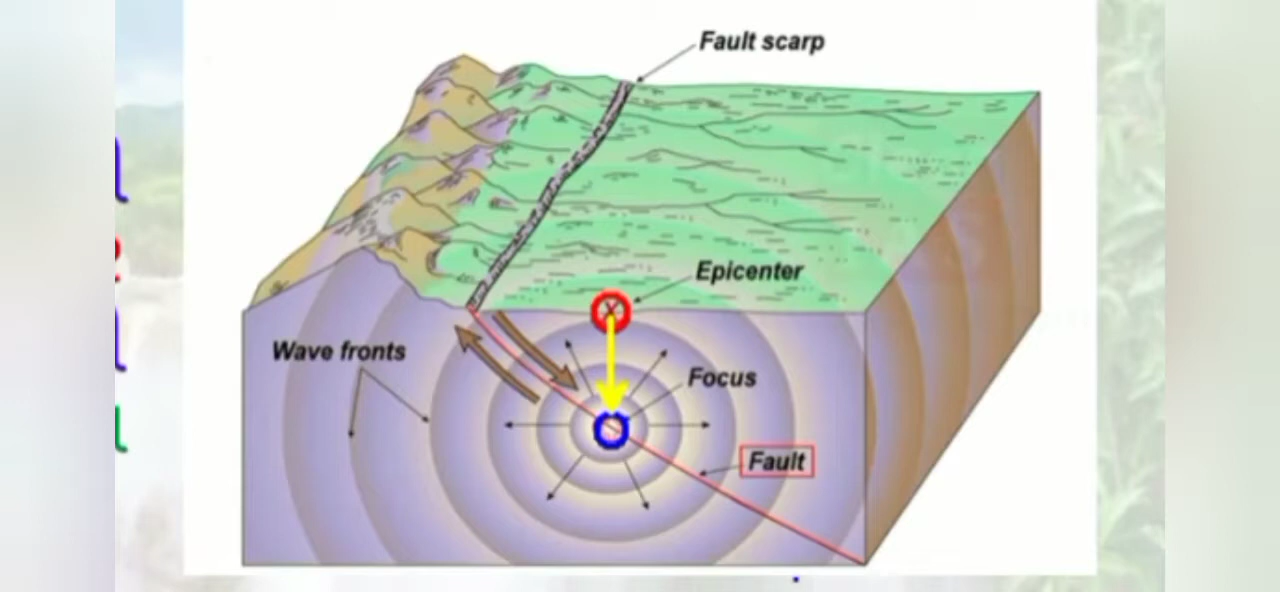 Fault scarp
Epicenter
Wave fronts
Focus
Fault